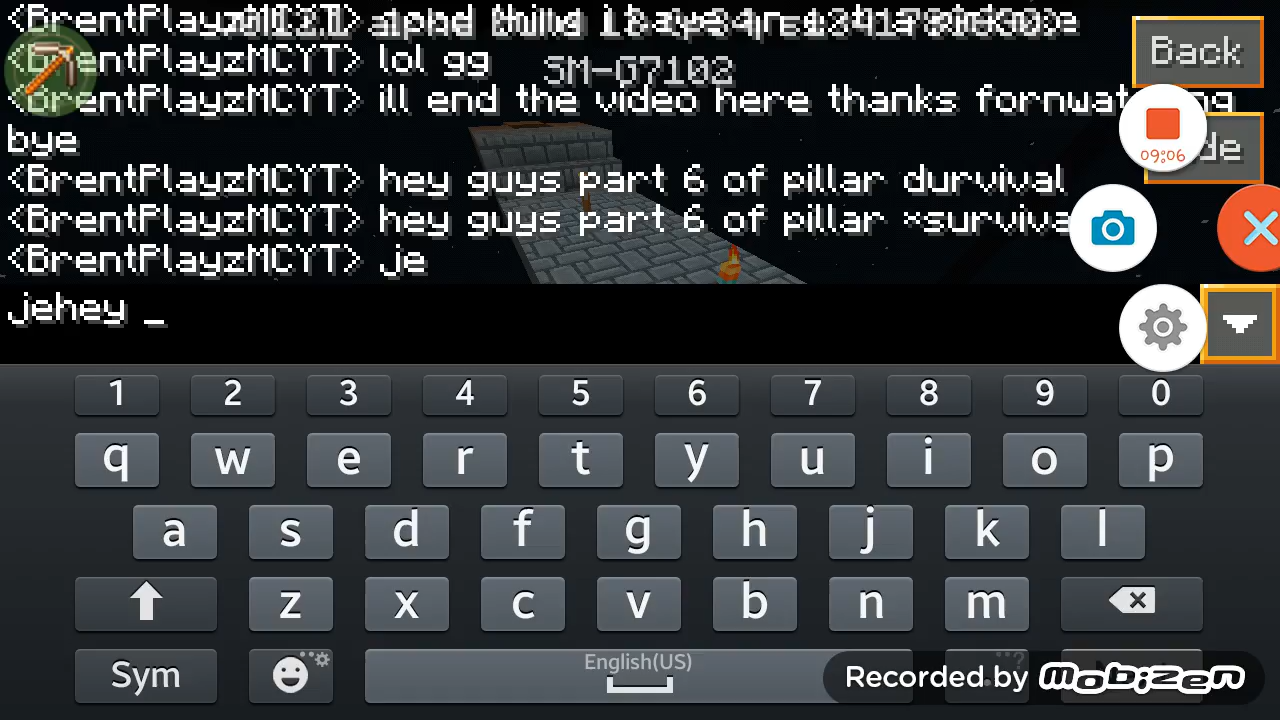 <BrentPlayzMCYT>
SM-G7102
Back
<BrentPlayzMCYT> lol gg
<BrentPlayzMCYT> ill end the video here thanks
bye
09:06
<BrentPlayzMCYT> hey guys part 6 of pillar durvival
<BrentPlayzMCYT> hey guys part 6 of pillar *surviva
<BrentPlayzMCYT> je
jehey _
1 2 3 4 5 6 7 8 9 0
q w e r t y u i o p
a s d f g h j k l
z x c v b n m
Sym
English(US)
Recorded by mobizen